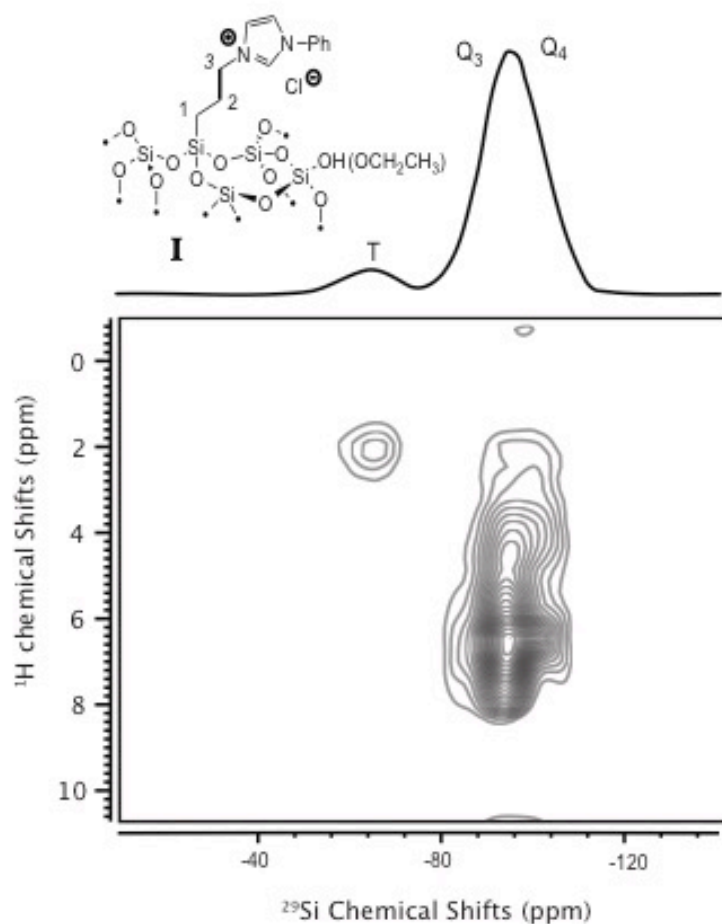 ⊕
N
N–Ph
3
Cl ⊖
1
2
Q3
Q4
O
O
O
Si
O
Si
O
Si
O
Si
OH(OCH2CH3)
O
O
O
O
Si
O
O
I
T
0
2
4
6
8
10
1H chemical Shifts (ppm)
-40
-80
-120
29Si Chemical Shifts (ppm)